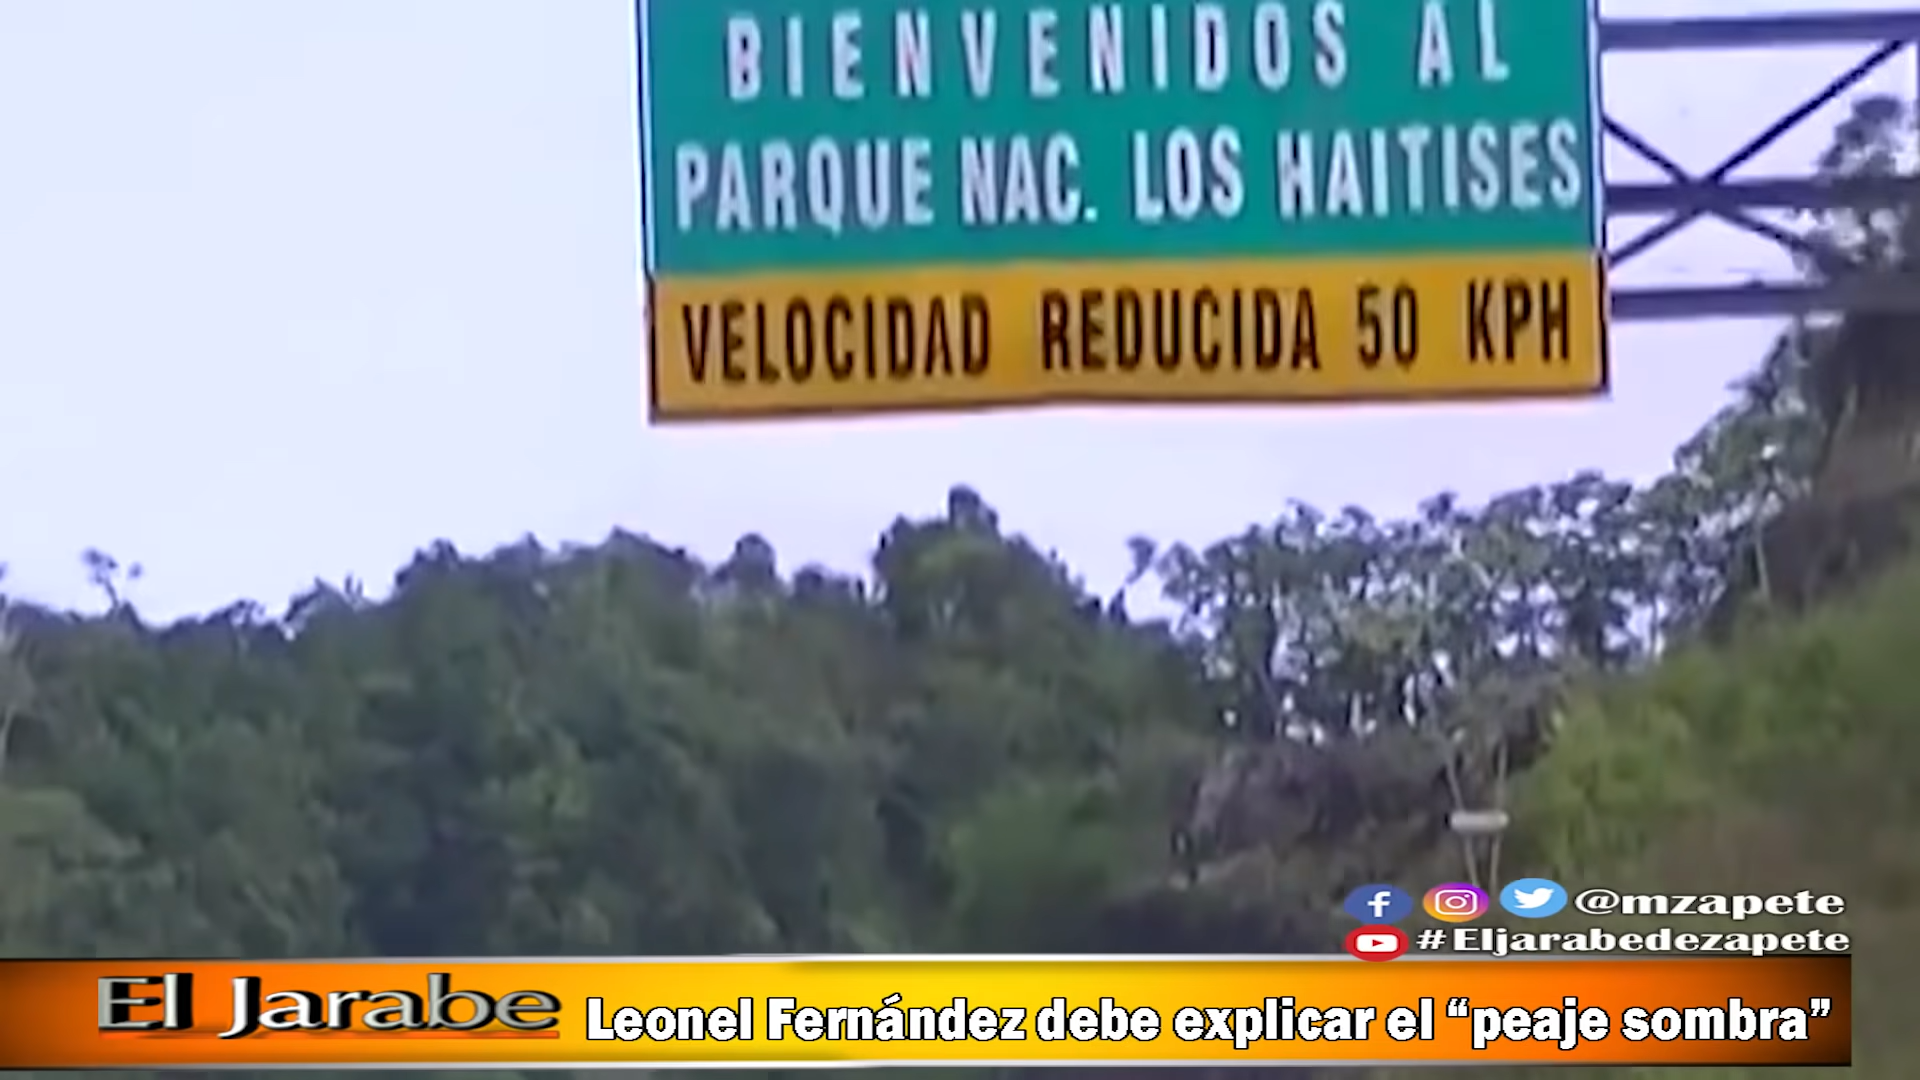 BIENVENIDOS AL
PARQUE NAC. LOS HAITISES
VELOCIDAD REDUCIDA 50 KPH
@mzapete
#Eljarabedezapete
El Jarabe
Leonel Fernández debe explicar el “peaje sombra”